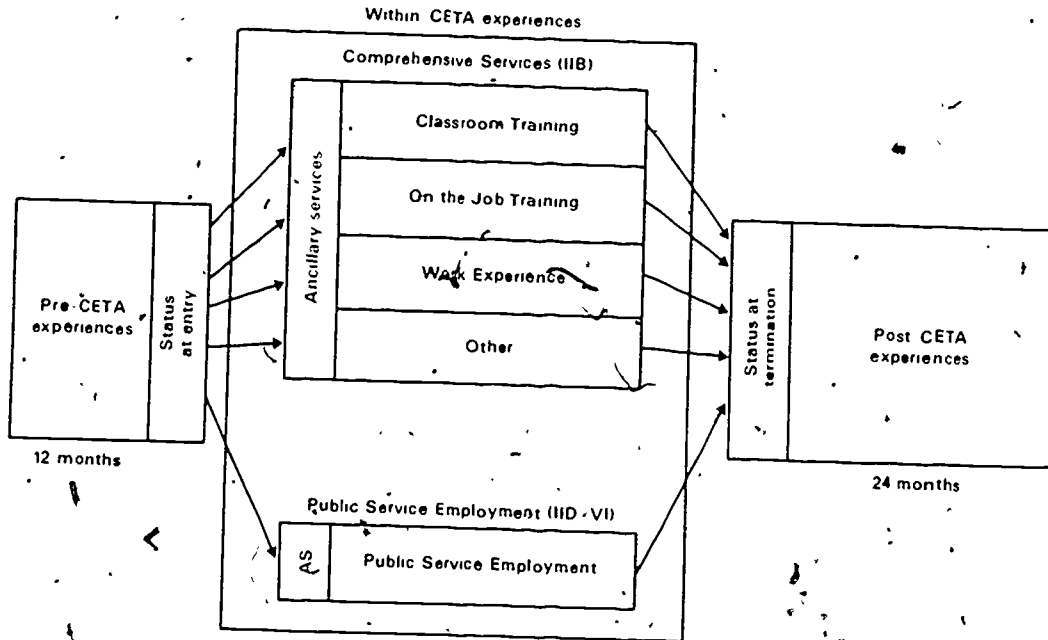 Within CETA experiences
Comprehensive Services (IIB)
Ancillary services
Classroom Training
On the Job Training
Work Experience
Other
Pre-CETA
experiences
Status
at entry
12 months
Status at
termination
Post CETA
experiences
24 months
Public Service Employment (IID-VI)
AS
Public Service Employment